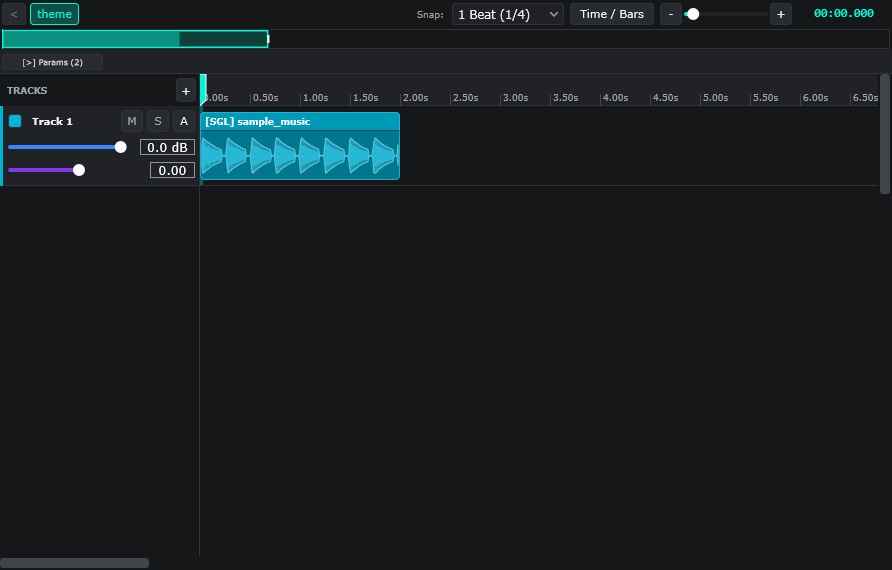 < theme Snap: 1 Beat (1/4) Time / Bars - + 00:00.000
[>] Params (2)
TRACKS + 0.00s 0.50s 1.00s 1.50s 2.00s 2.50s 3.00s 3.50s 4.00s 4.50s 5.00s 5.50s 6.00s 6.50s
Track 1 M S A [SGL] sample_music
0.0 dB
0.00